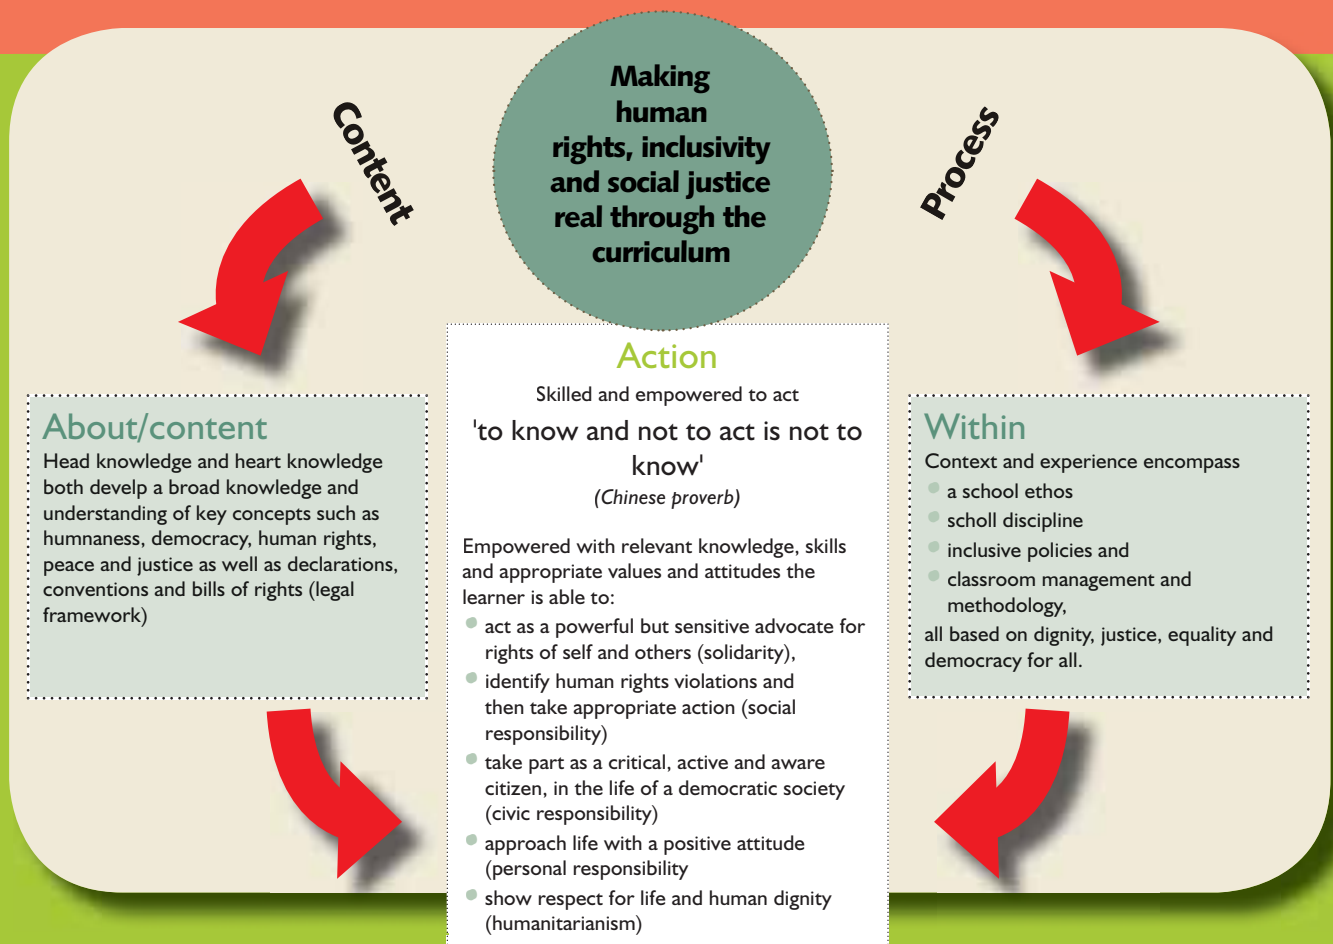 Making
human
rights, inclusivity
and social justice
real through the
curriculum
Content
Process
About/content
Head knowledge and heart knowledge
both develp a broad knowledge and
understanding of key concepts such as
humnaness, democracy, human rights,
peace and justice as well as declarations,
conventions and bills of rights (legal
framework)
Action
Skilled and empowered to act
'to know and not to act is not to
know'
(Chinese proverb)
Empowered with relevant knowledge, skills
and appropriate values and attitudes the
learner is able to:
act as a powerful but sensitive advocate for
rights of self and others (solidarity),
identify human rights violations and
then take appropriate action (social
responsibility)
take part as a critical, active and aware
citizen, in the life of a democratic society
(civic responsibility)
approach life with a positive attitude
(personal responsibility
show respect for life and human dignity
(humanitarianism)
Within
Context and experience encompass
a school ethos
scholl discipline
inclusive policies and
classroom management and
methodology,
all based on dignity, justice, equality and
democracy for all.